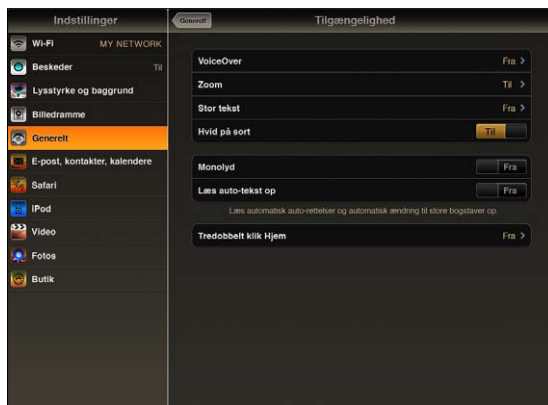 Indstillinger
Wi-Fi MY NETWORK
Beskeder Til
Lysstyrke og baggrund
Billedramme
Generelt
E-post, kontakter, kalendere
Safari
iPod
Video
Fotos
Butik
Generelt
Tilgængelighed
VoiceOver Fra
Zoom Til
Stor tekst Fra
Hvid på sort Til
Monolyd Fra
Læs auto-tekst op Fra
Læs automatisk auto-rettelser og automatisk ændring til store bogstaver op.
Tredobbelt klik Hjem Fra